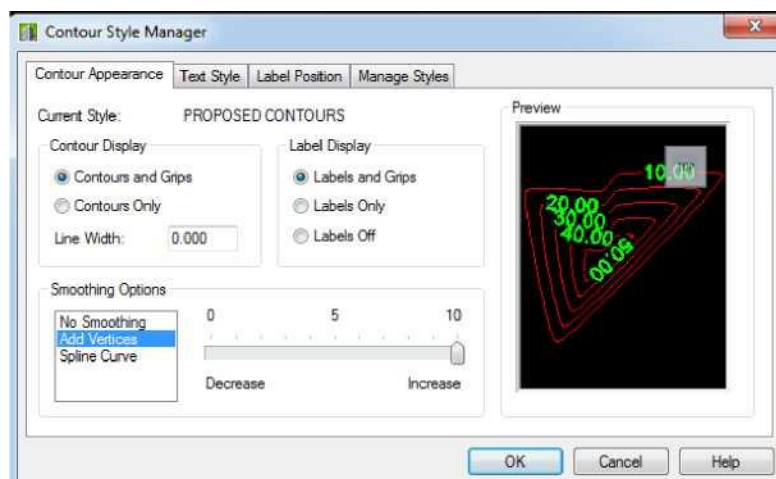 Contour Style Manager
Contour Appearance Text Style Label Position Manage Styles
Current Style: PROPOSED CONTOURS
Contour Display
Contours and Grips
Contours Only
Line Width: 0.000
Label Display
Labels and Grips
Labels Only
Labels Off
Smoothing Options
No Smoothing
Add Vertices
Spline Curve
0 5 10
Decrease Increase
Preview
10.00
20.00
30.00
40.00
50.00
OK Cancel Help